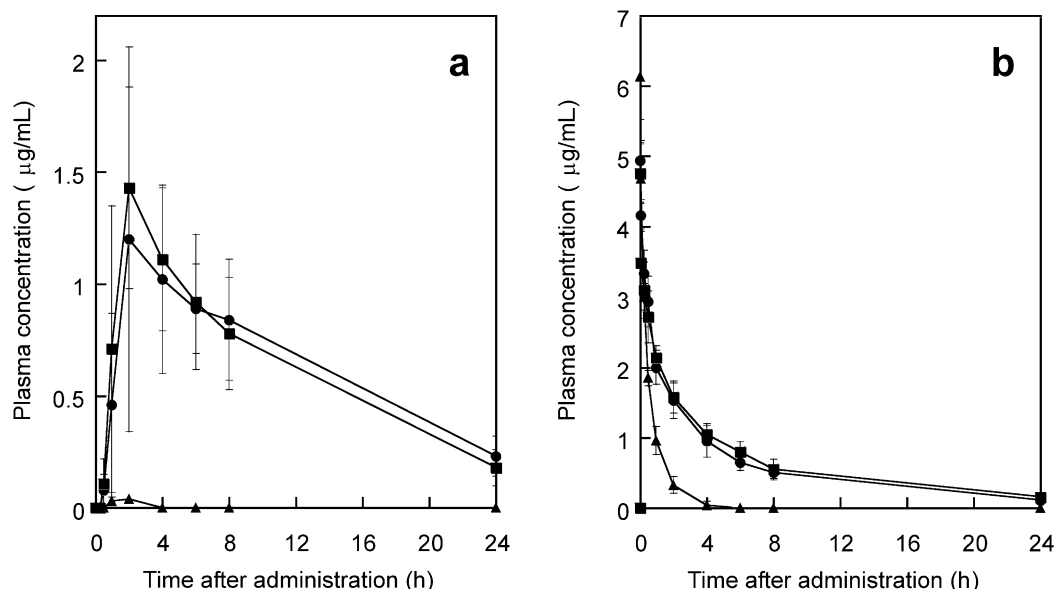 a
Plasma concentration ( μg/mL)
2
1.5
1
0.5
0
0 4 8 12 16 20 24
Time after administration (h)
b
Plasma concentration ( μg/mL)
7
6
5
4
3
2
1
0
0 4 8 12 16 20 24
Time after administration (h)